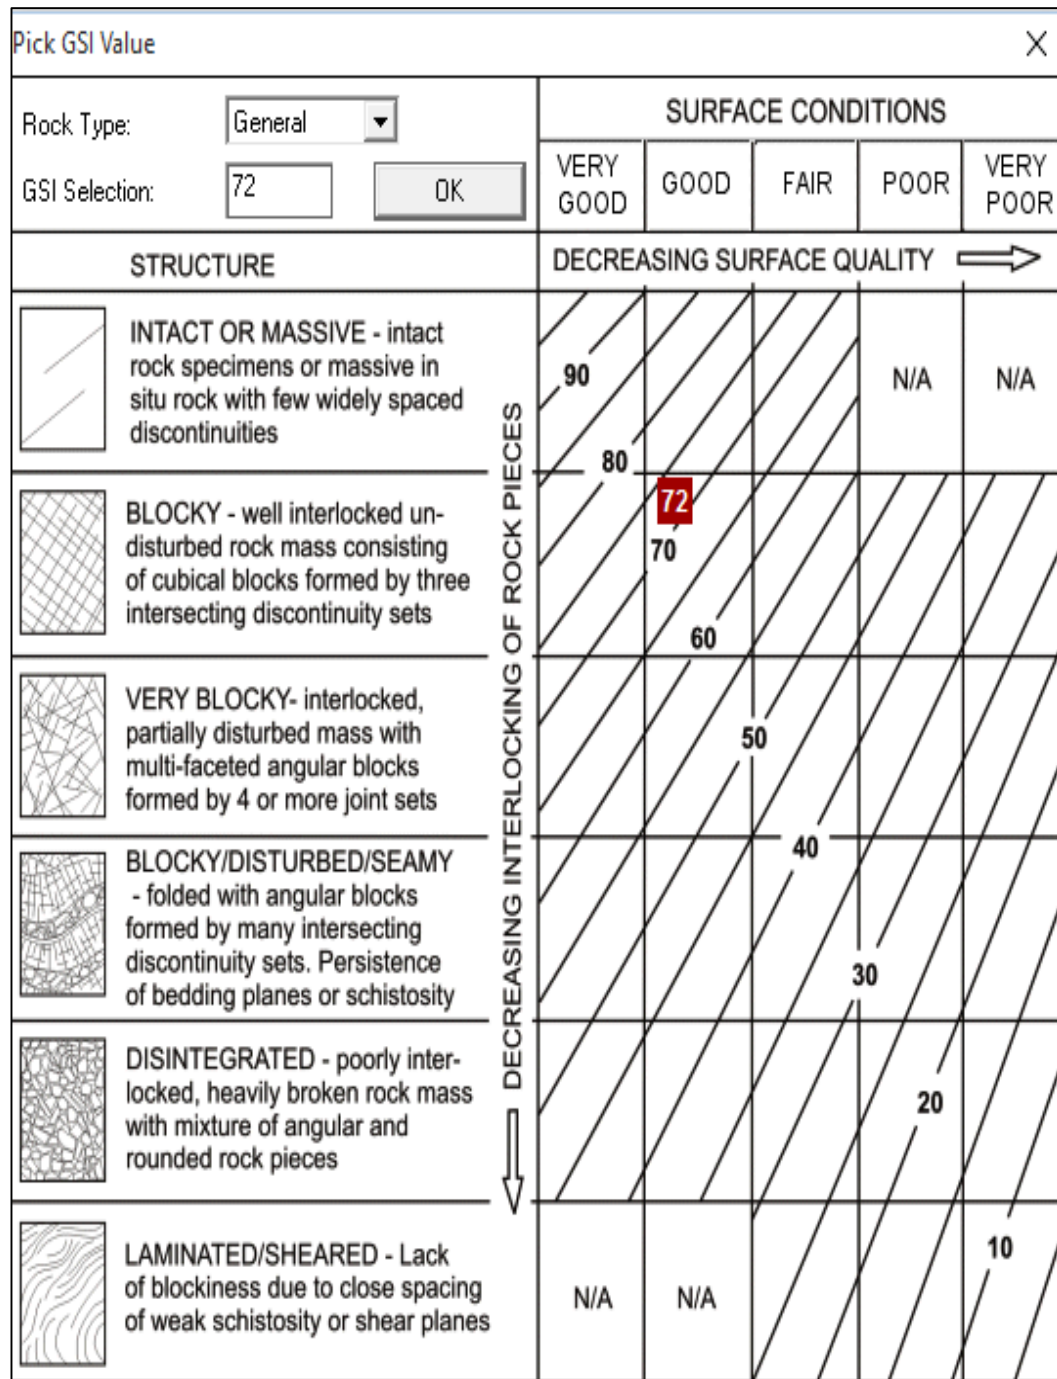 Pick GSI Value
Rock Type:
General
GSI Selection:
72
OK
SURFACE CONDITIONS
VERY
GOOD
GOOD
FAIR
POOR
VERY
POOR
STRUCTURE
DECREASING SURFACE QUALITY
DECREASING INTERLOCKING OF ROCK PIECES
INTACT OR MASSIVE - intact
rock specimens or massive in
situ rock with few widely spaced
discontinuities
90
80
N/A
N/A
BLOCKY - well interlocked un-
disturbed rock mass consisting
of cubical blocks formed by three
intersecting discontinuity sets
72
70
60
VERY BLOCKY- interlocked,
partially disturbed mass with
multi-faceted angular blocks
formed by 4 or more joint sets
50
BLOCKY/DISTURBED/SEAMY
- folded with angular blocks
formed by many intersecting
discontinuity sets. Persistence
of bedding planes or schistosity
40
30
DISINTEGRATED - poorly inter-
locked, heavily broken rock mass
with mixture of angular and
rounded rock pieces
20
LAMINATED/SHEARED - Lack
of blockiness due to close spacing
of weak schistosity or shear planes
N/A
N/A
10